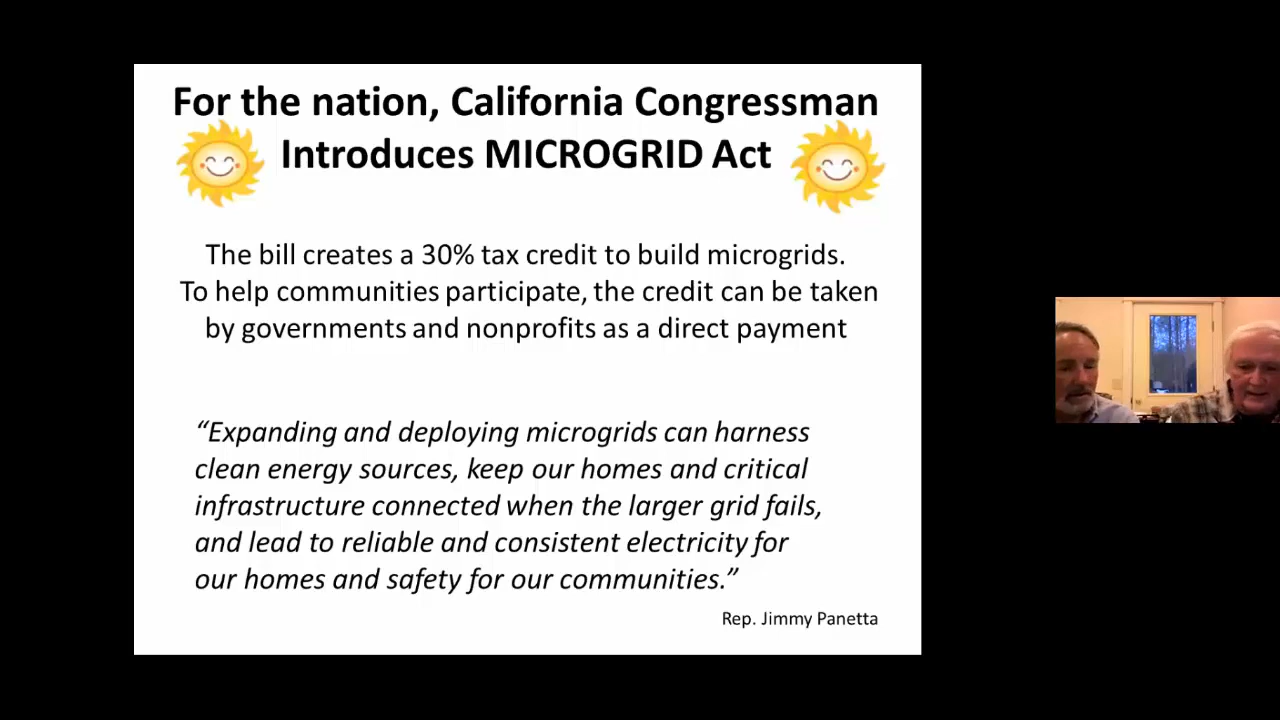 For the nation, California Congressman
Introduces MICROGRID Act
The bill creates a 30% tax credit to build microgrids.
To help communities participate, the credit can be taken
by governments and nonprofits as a direct payment
“Expanding and deploying microgrids can harness
clean energy sources, keep our homes and critical
infrastructure connected when the larger grid fails,
and lead to reliable and consistent electricity for
our homes and safety for our communities.”
Rep. Jimmy Panetta